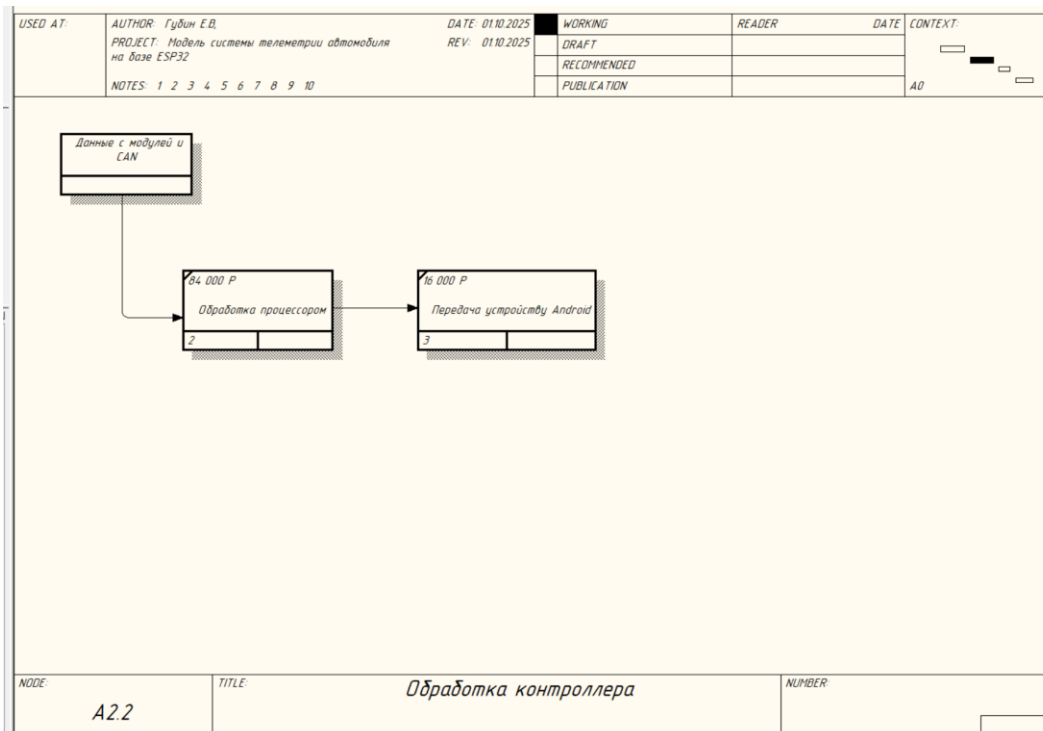 USED AT:
AUTHOR: Губин Е.В,
DATE: 01.10.2025
PROJECT: Модель системы телеметрии автомобиля
на базе ESP32
REV: 01.10.2025
NOTES: 1 2 3 4 5 6 7 8 9 10
WORKING
DRAFT
RECOMMENDED
PUBLICATION
READER
DATE
CONTEXT:
A0
Данные с модулей и
CAN
84 000 Р
Обработка процессором
2
16 000 Р
Передача устройству Android
3
NODE:
A2.2
TITLE:
Обработка контроллера
NUMBER: